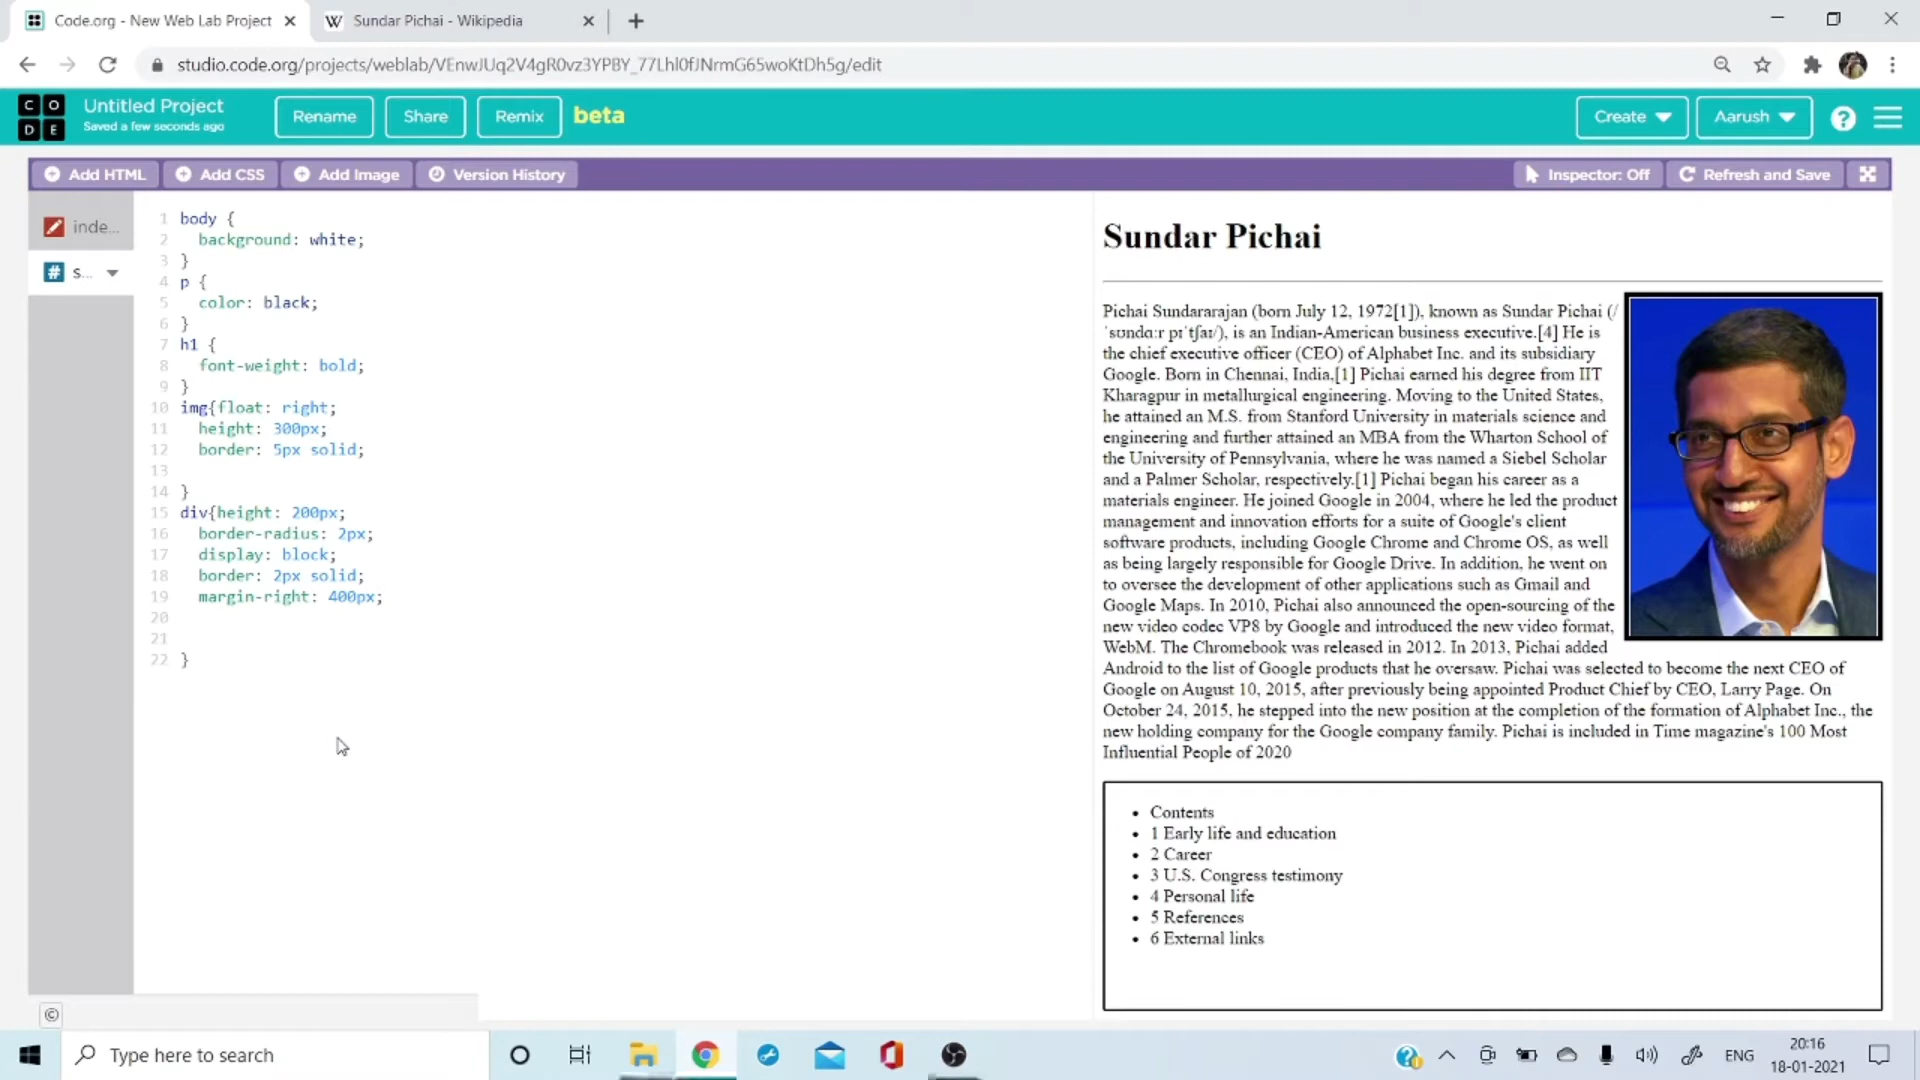 Code.org - New Web Lab Project
W Sundar Pichai - Wikipedia
studio.code.org/projects/weblab/VEnwJUq2V4gR0vz3YPBY_77Lhl0fJNrmG65woKtDh5g/edit
CODE
Untitled Project
Saved a few seconds ago
Rename
Share
Remix
beta
Create
Aarush
?
Add HTML
Add CSS
Add Image
Version History
Inspector: Off
Refresh and Save
inde...
# s...
1 body {
2 background: white;
3 }
4 p {
5 color: black;
6 }
7 h1 {
8 font-weight: bold;
9 }
10 img{float: right;
11 height: 300px;
12 border: 5px solid;
13
14 }
15 div{height: 200px;
16 border-radius: 2px;
17 display: block;
18 border: 2px solid;
19 margin-right: 400px;
20
21
22 }
Sundar Pichai
Pichai Sundararajan (born July 12, 1972[1]), known as Sundar Pichai (/
ˈsʊndɑːr pɪˈtʃaɪ/), is an Indian-American business executive.[4] He is
the chief executive officer (CEO) of Alphabet Inc. and its subsidiary
Google. Born in Chennai, India,[1] Pichai earned his degree from IIT
Kharagpur in metallurgical engineering. Moving to the United States,
he attained an M.S. from Stanford University in materials science and
engineering and further attained an MBA from the Wharton School of
the University of Pennsylvania, where he was named a Siebel Scholar
and a Palmer Scholar, respectively.[1] Pichai began his career as a
materials engineer. He joined Google in 2004, where he led the product
management and innovation efforts for a suite of Google's client
software products, including Google Chrome and Chrome OS, as well
as being largely responsible for Google Drive. In addition, he went on
to oversee the development of other applications such as Gmail and
Google Maps. In 2010, Pichai also announced the open-sourcing of the
new video codec VP8 by Google and introduced the new video format,
WebM. The Chromebook was released in 2012. In 2013, Pichai added
Android to the list of Google products that he oversaw. Pichai was selected to become the next CEO of
Google on August 10, 2015, after previously being appointed Product Chief by CEO, Larry Page. On
October 24, 2015, he stepped into the new position at the completion of the formation of Alphabet Inc., the
new holding company for the Google company family. Pichai is included in Time magazine's 100 Most
Influential People of 2020
• Contents
• 1 Early life and education
• 2 Career
• 3 U.S. Congress testimony
• 4 Personal life
• 5 References
• 6 External links
©
Type here to search
ENG
20:16
18-01-2021